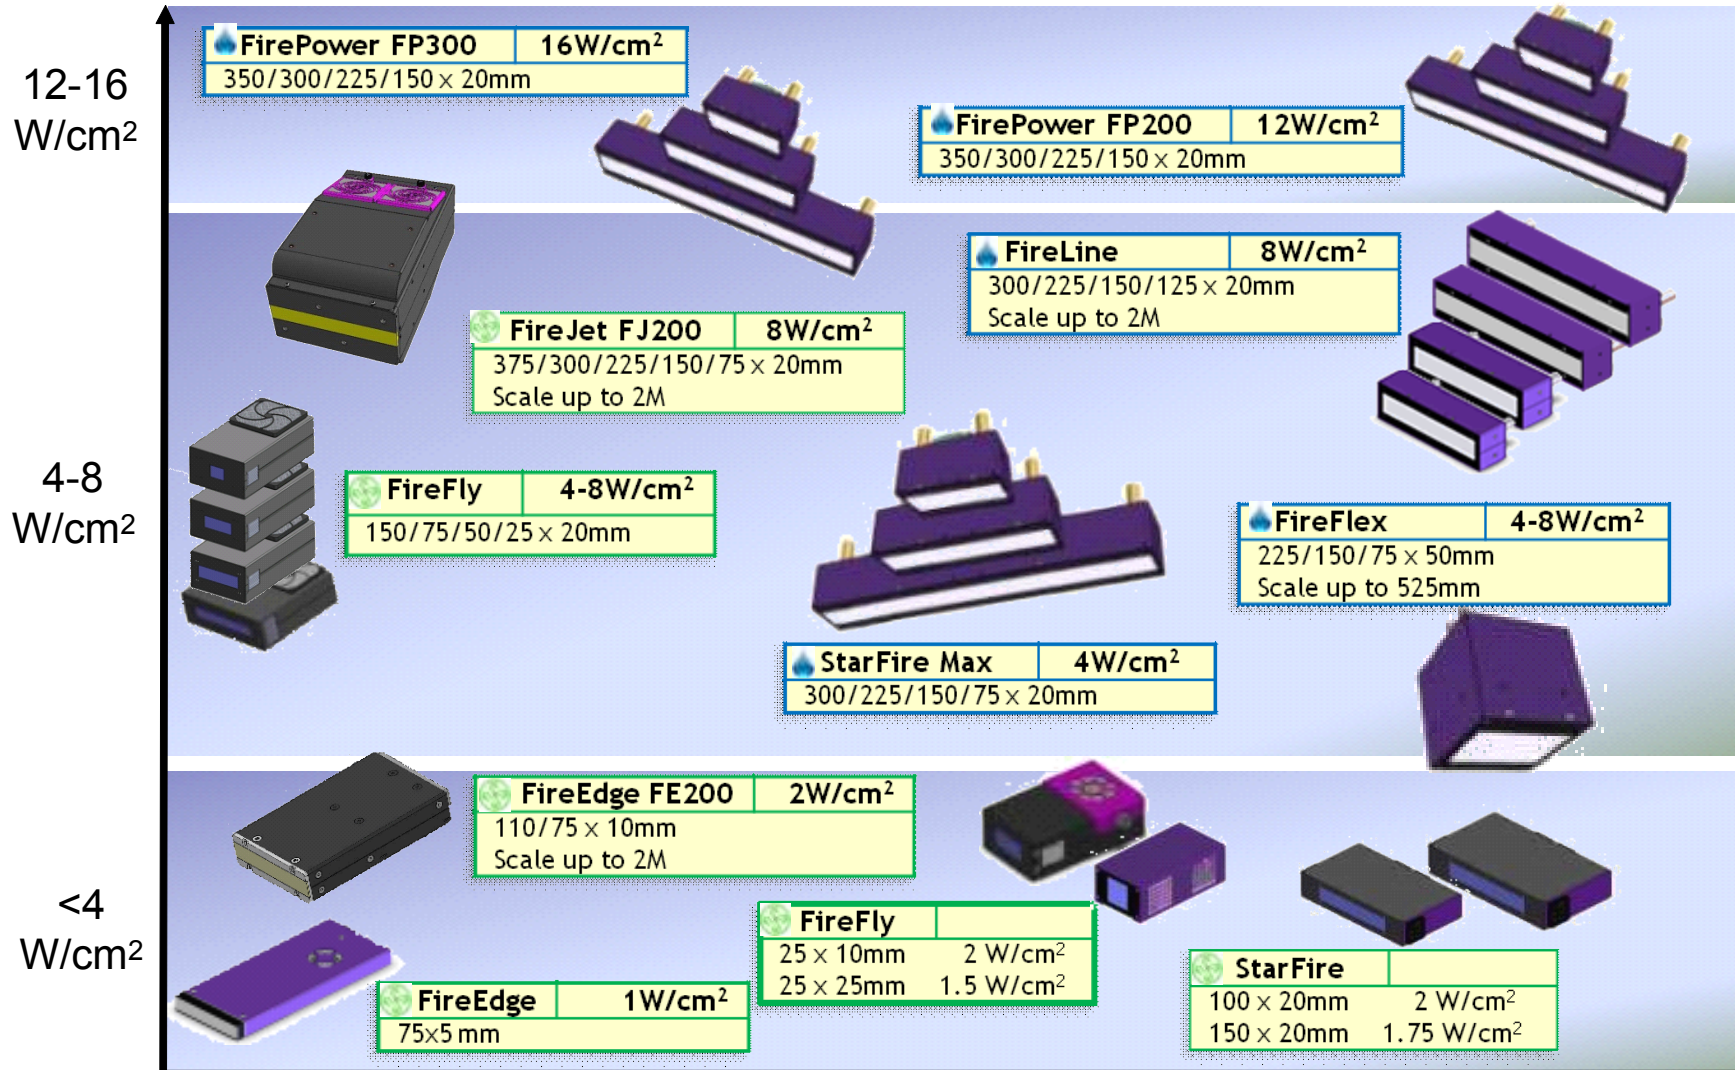 12-16
W/cm²
FirePower FP300 16W/cm²
350/300/225/150 x 20mm
FirePower FP200 12W/cm²
350/300/225/150 x 20mm
4-8
W/cm²
FireLine 8W/cm²
300/225/150/125 x 20mm
Scale up to 2M
FireJet FJ200 8W/cm²
375/300/225/150/75 x 20mm
Scale up to 2M
FireFly 4-8W/cm²
150/75/50/25 x 20mm
FireFlex 4-8W/cm²
225/150/75 x 50mm
Scale up to 525mm
StarFire Max 4W/cm²
300/225/150/75 x 20mm
<4
W/cm²
FireEdge FE200 2W/cm²
110/75 x 10mm
Scale up to 2M
FireFly
25 x 10mm 2 W/cm²
25 x 25mm 1.5 W/cm²
StarFire
100 x 20mm 2 W/cm²
150 x 20mm 1.75 W/cm²
FireEdge 1W/cm²
75x5 mm